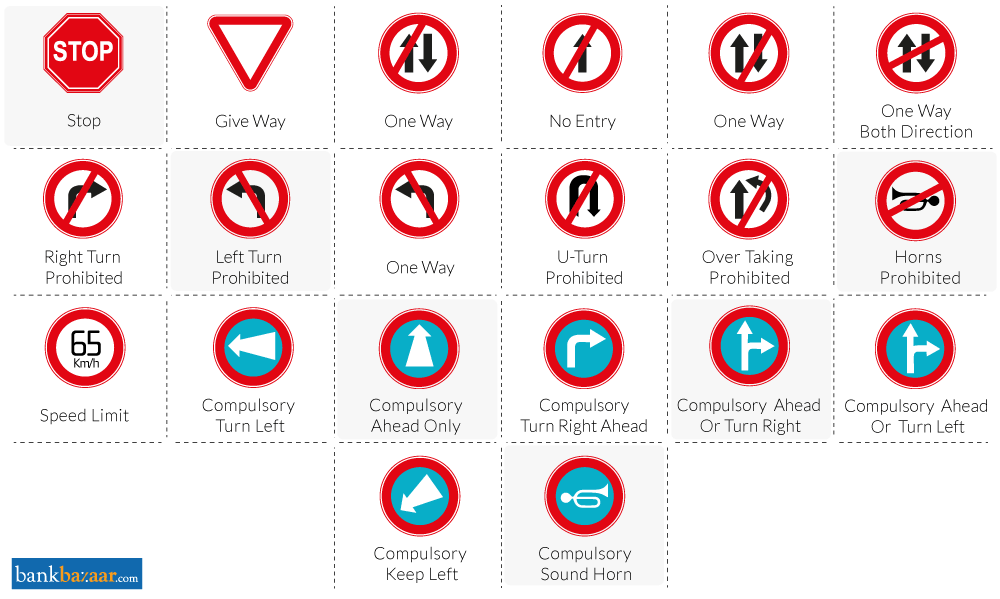 STOP
Stop
Give Way
One Way
No Entry
One Way
One Way
Both Direction
Right Turn
Prohibited
Left Turn
Prohibited
One Way
U-Turn
Prohibited
Over Taking
Prohibited
Horns
Prohibited
65
Km/h
Speed Limit
Compulsory
Turn Left
Compulsory
Ahead Only
Compulsory
Turn Right Ahead
Compulsory Ahead
Or Turn Right
Compulsory Ahead
Or Turn Left
Compulsory
Keep Left
Compulsory
Sound Horn
bankbazaar.com